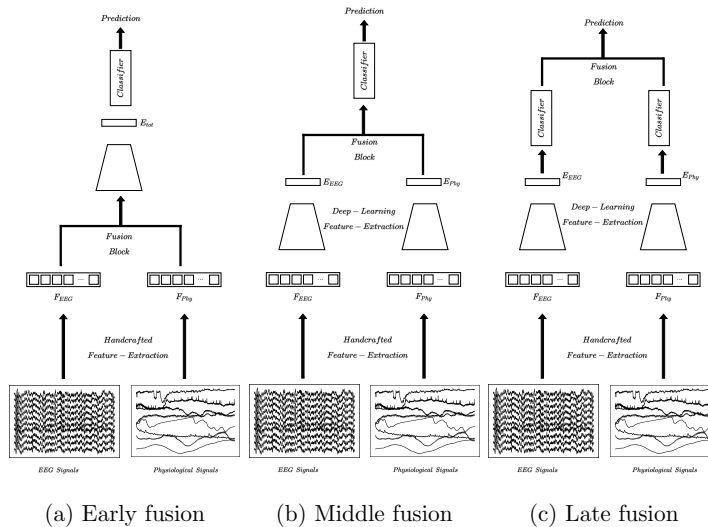 Prediction
Classifier
E_tot
Fusion
Block
F_EEG
F_Phy
Handcrafted
Feature - Extraction
EEG Signals
Physiological Signals
(a) Early fusion
Prediction
Classifier
Fusion
Block
E_EEG
E_Phy
Deep - Learning
Feature - Extraction
F_EEG
F_Phy
Handcrafted
Feature - Extraction
EEG Signals
Physiological Signals
(b) Middle fusion
Prediction
Fusion
Block
Classifier
Classifier
E_EEG
E_Phy
Deep - Learning
Feature - Extraction
F_EEG
F_Phy
Handcrafted
Feature - Extraction
EEG Signals
Physiological Signals
(c) Late fusion